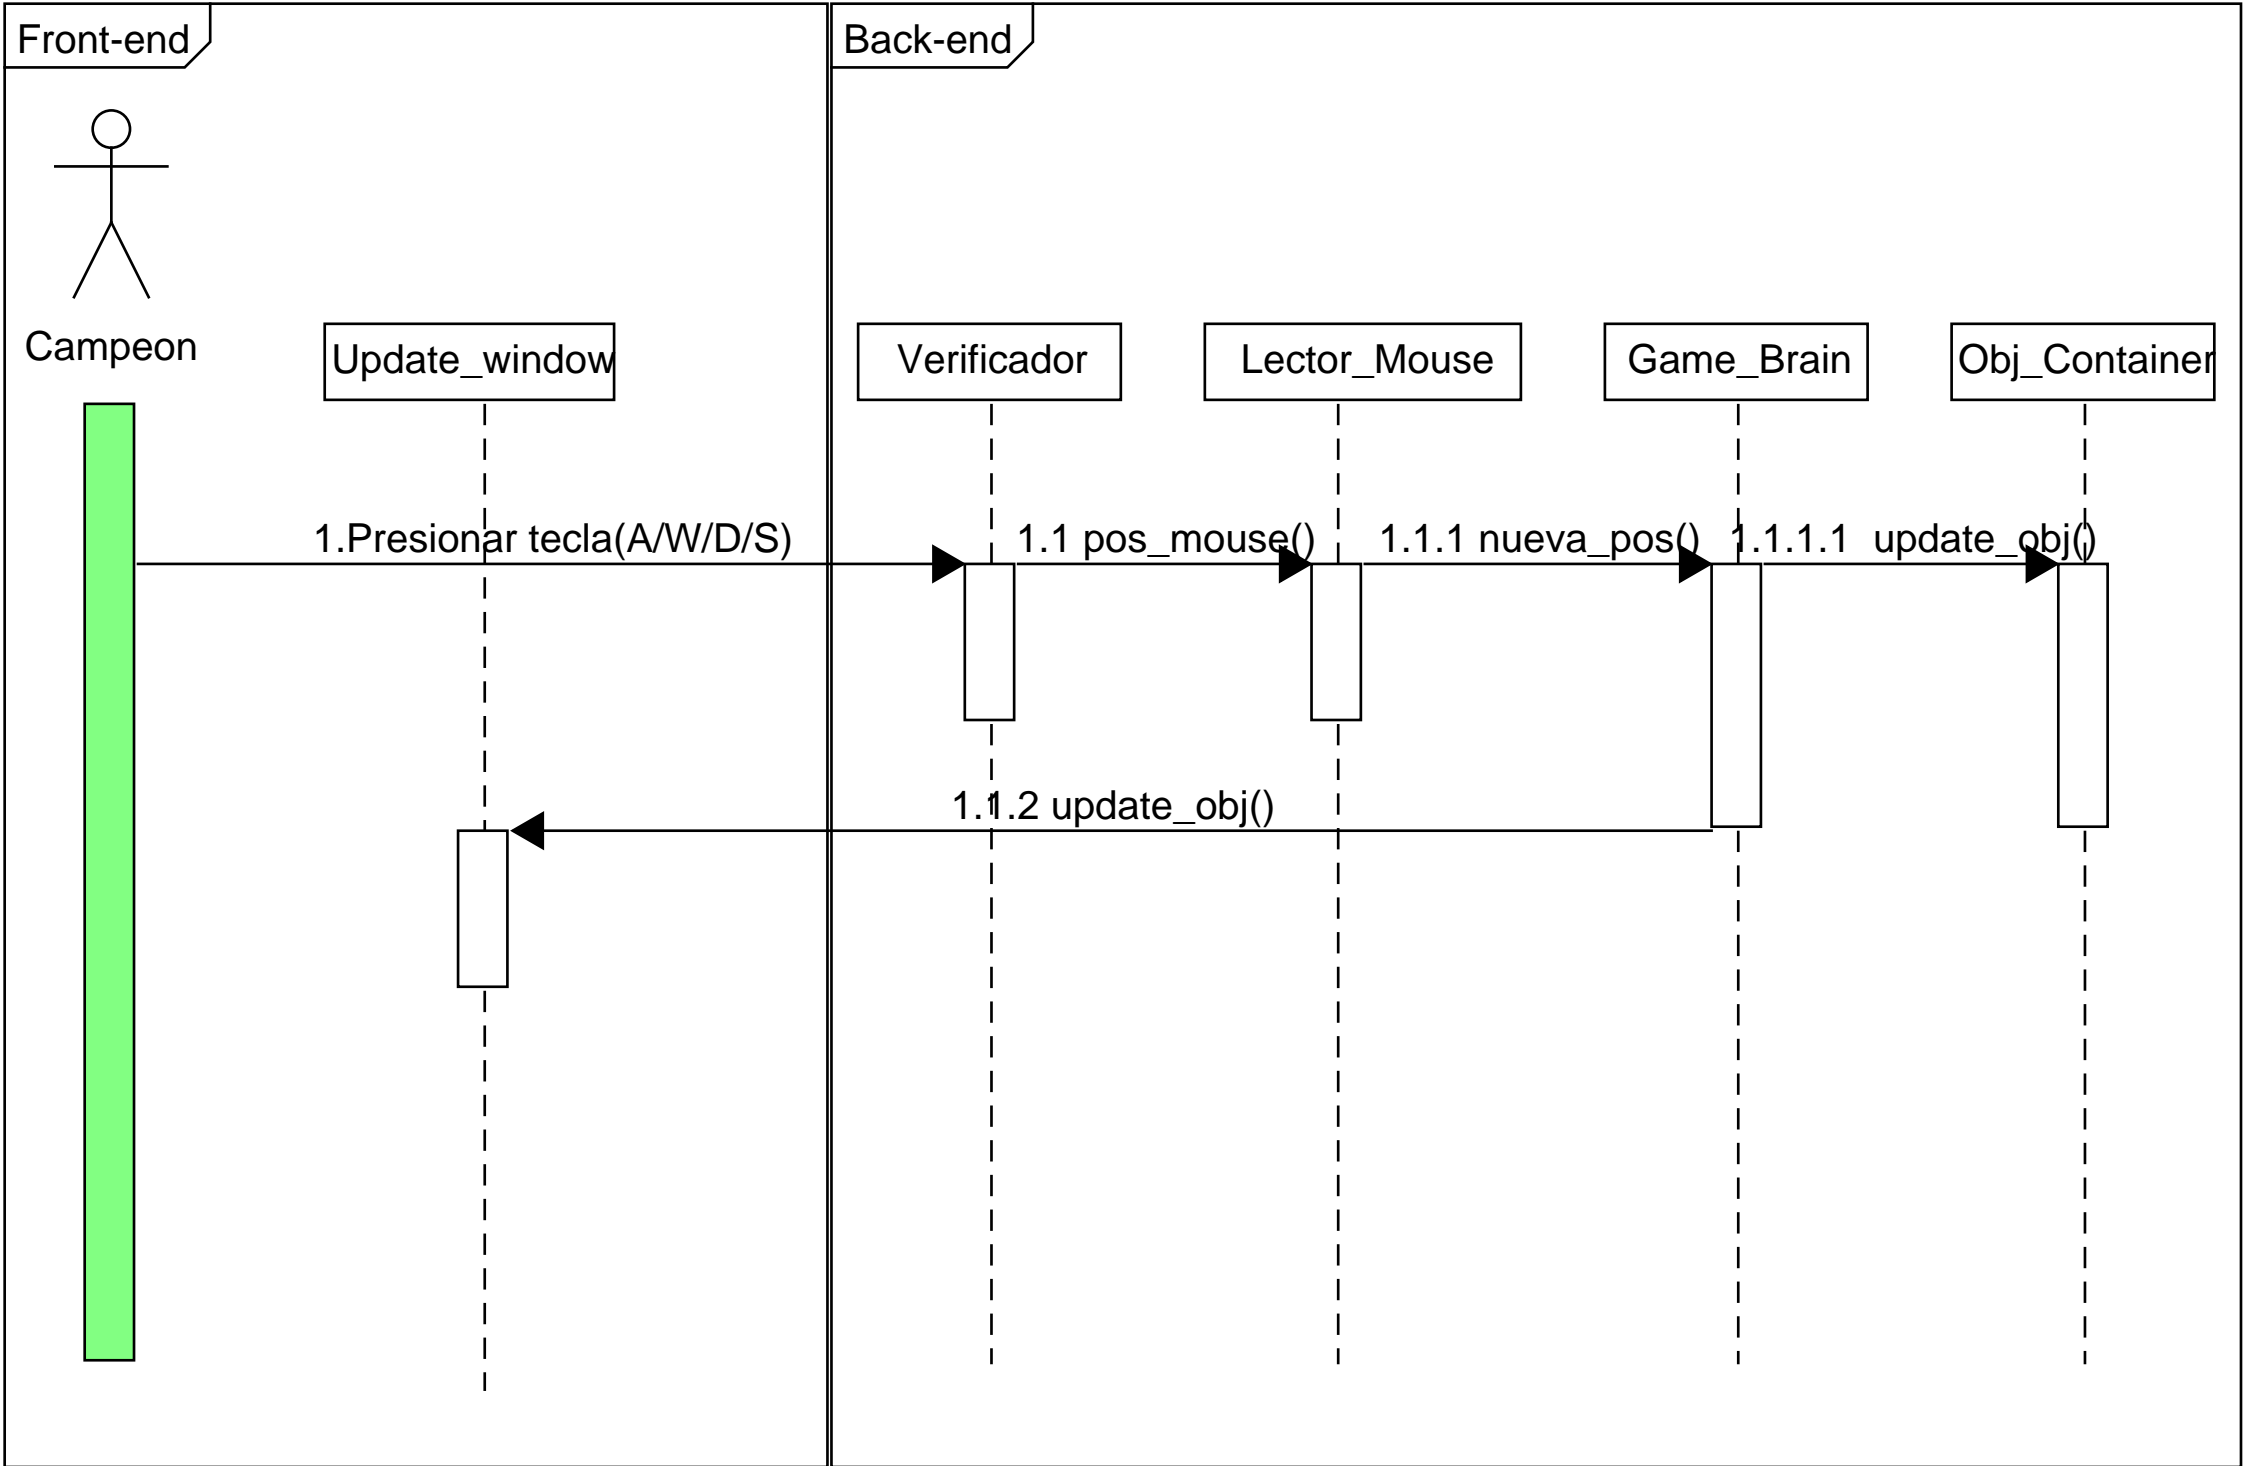 Front-end
Back-end
Campeon
Update_window
Verificador
Lector_Mouse
Game_Brain
Obj_Container
1.Presionar tecla(A/W/D/S)
1.1 pos_mouse()
1.1.1 nueva_pos()
1.1.1.1  update_obj()
1.1.2 update_obj()